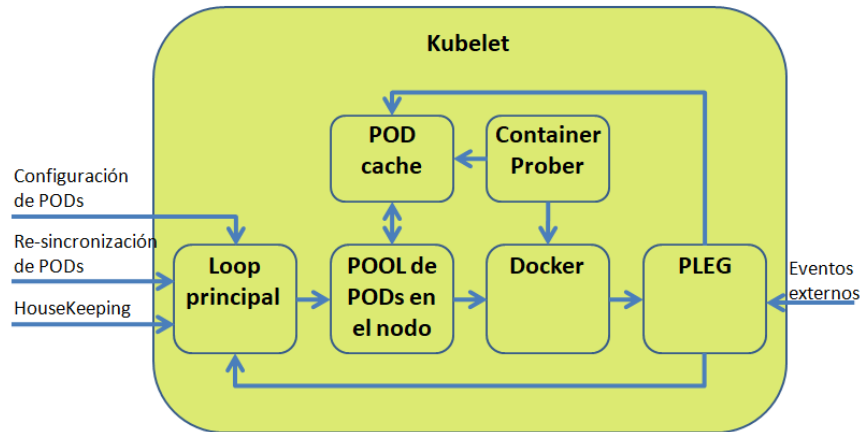 Kubelet
POD
cache
Container
Prober
Configuración
de PODs
Re-sincronización
de PODs
HouseKeeping
Loop
principal
POOL de
PODs en
el nodo
Docker
PLEG
Eventos
externos